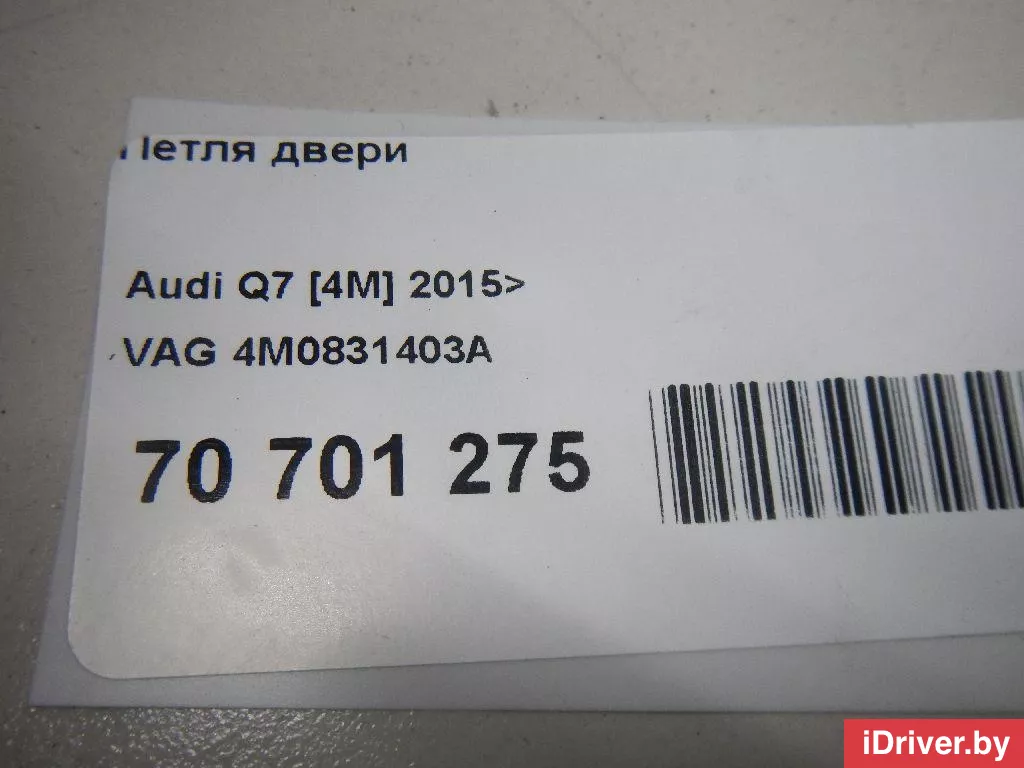 Петля двери
Audi Q7 [4M] 2015>
VAG 4M0831403A
70 701 275
iDriver.by